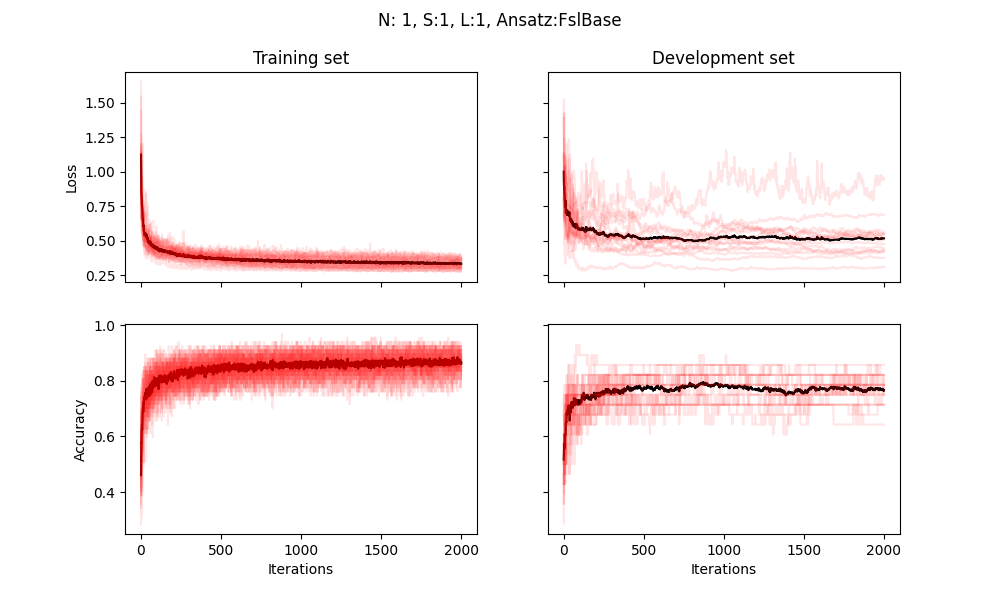 N: 1, S:1, L:1, Ansatz:FslBase
Training set
Development set
Loss
1.50
1.25
1.00
0.75
0.50
0.25
Accuracy
1.0
0.8
0.6
0.4
0 500 1000 1500 2000
0 500 1000 1500 2000
Iterations
Iterations